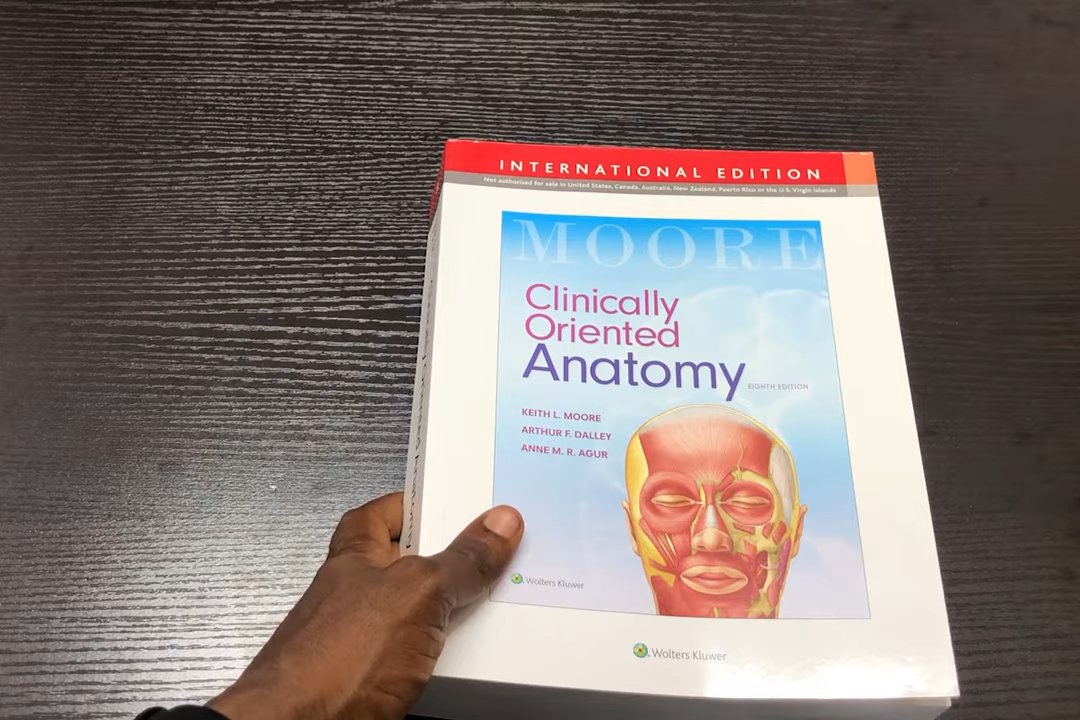 INTERNATIONAL EDITION
Not authorised for sale in United States, Canada, Australia, New Zealand, Puerto Rico or the U.S. Virgin Islands
MOORE
Clinically
Oriented
Anatomy
EIGHTH EDITION
KEITH L. MOORE
ARTHUR F. DALLEY
ANNE M. R. AGUR
Wolters Kluwer
Wolters Kluwer